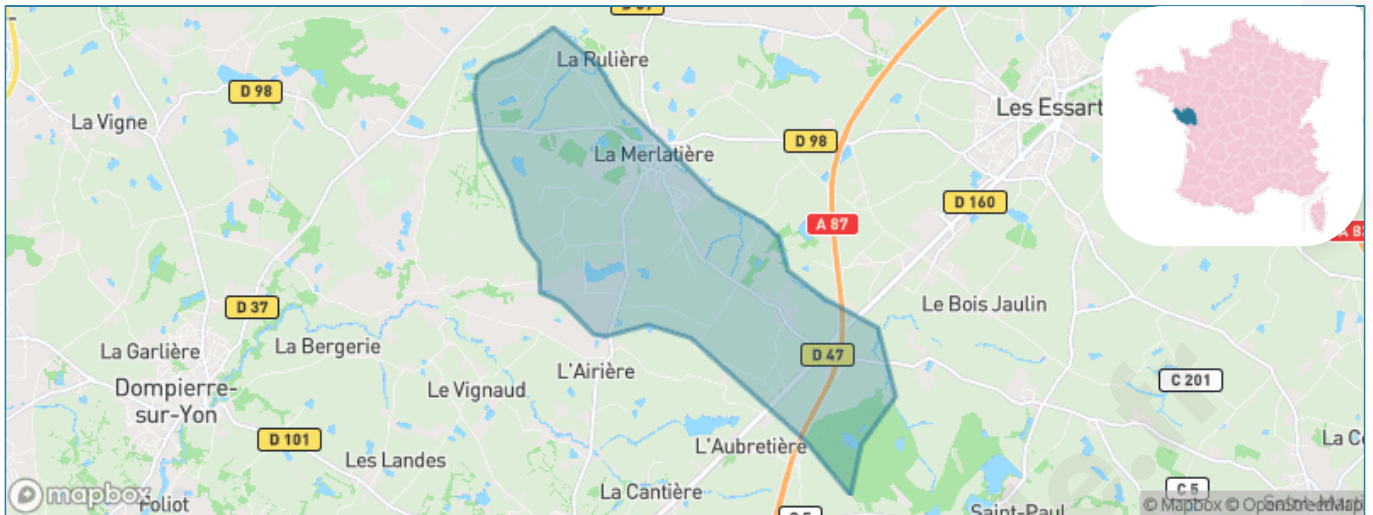 La Rulière
D 98
La Vigne
Les Essart
D 98
La Merlatière
D 160
A 87
D 37
Le Bois Jaulin
La Garlière
La Bergerie
D 47
L'Airière
C 201
Dompierre-
sur-Yon
Le Vignaud
D 101
L'Aubretière
Les Landes
La Cantière
C 5
mapbox
Foliot
Saint-Paul
© Mapbox © OpenStreetMap